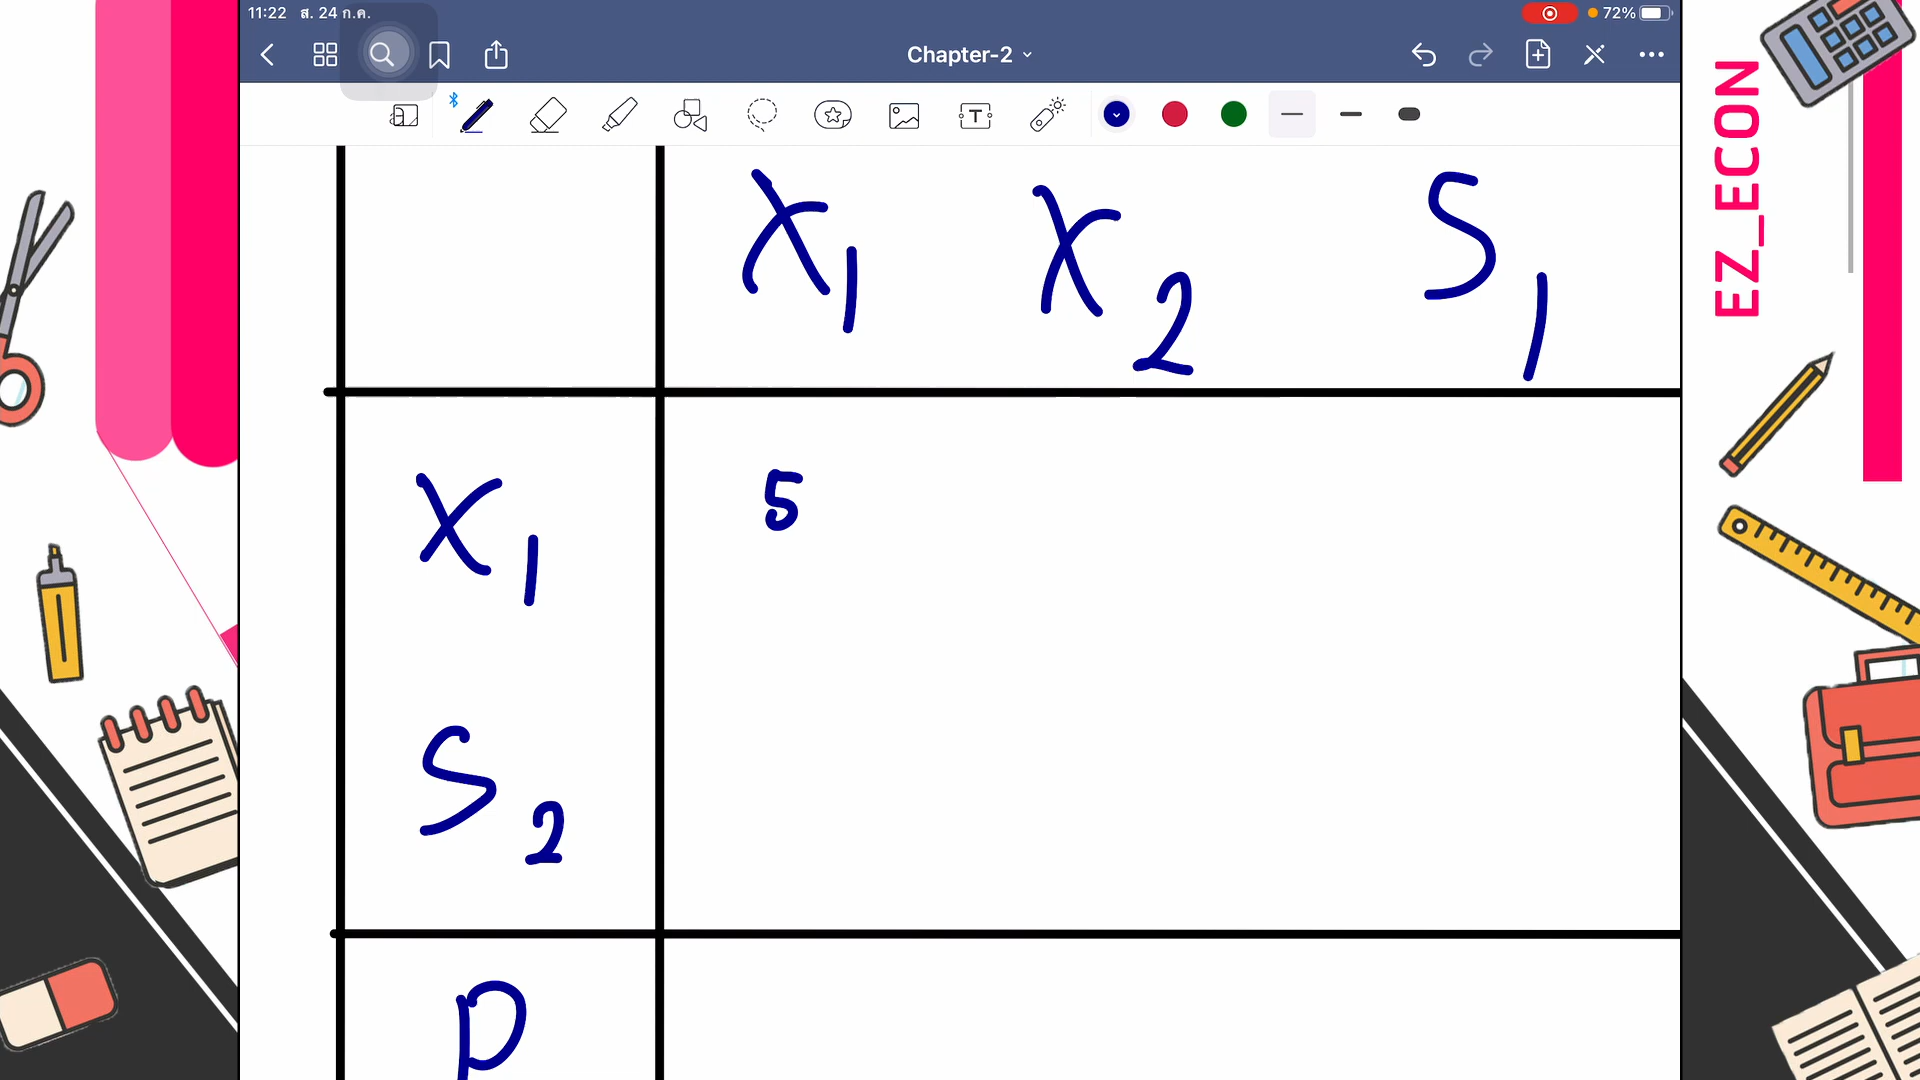 11:22 ส. 24 ก.ค. 72%
Chapter-2
T
X1 X2 S1
X1 5
S2
P
EZ_ECON